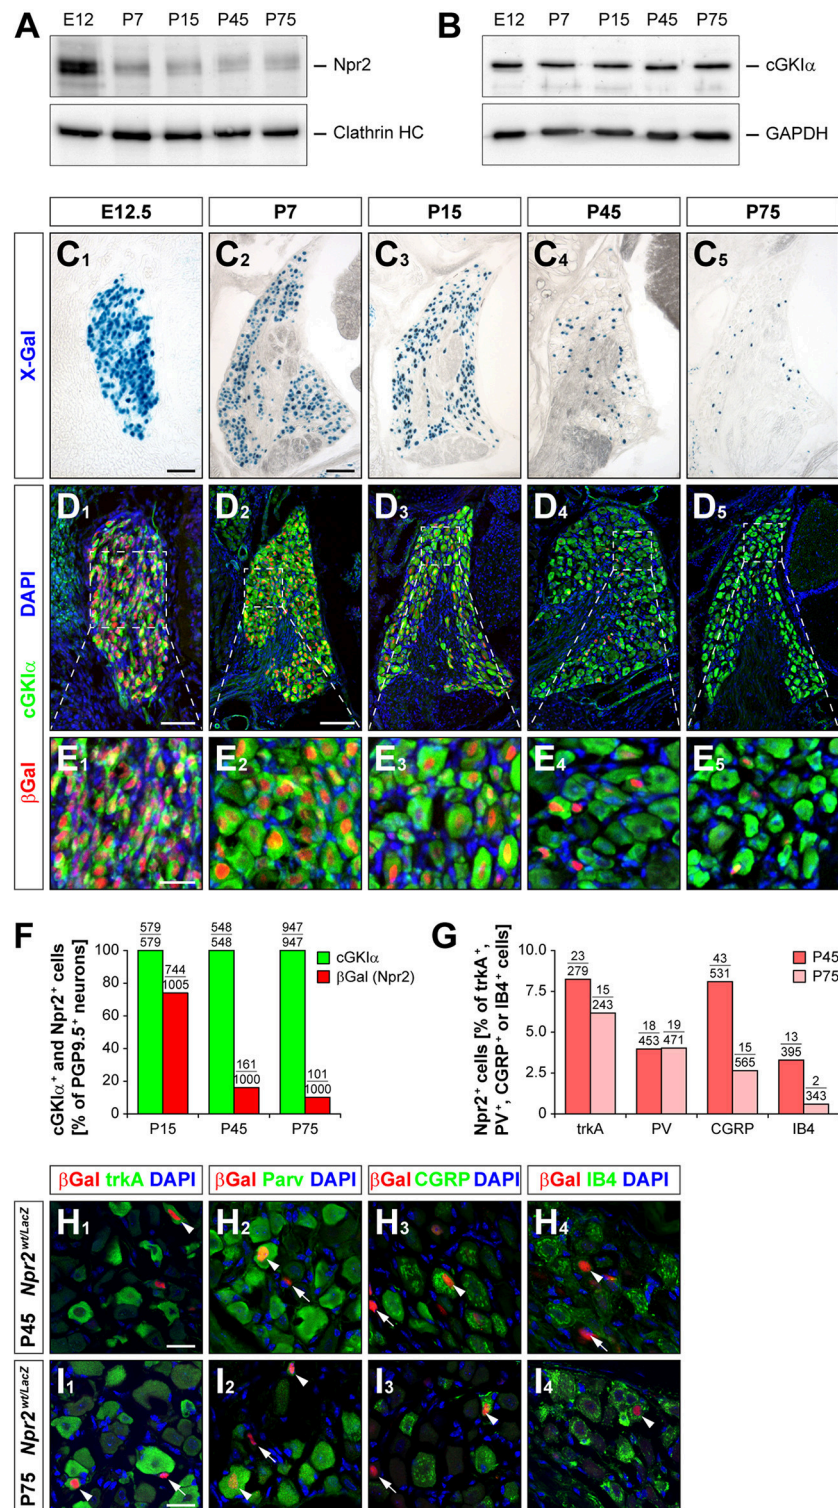 A
E12 P7 P15 P45 P75
Npr2
Clathrin HC
B
E12 P7 P15 P45 P75
cGKIα
GAPDH
E12.5 P7 P15 P45 P75
X-Gal
C1 C2 C3 C4 C5
βGal cGKIα DAPI
D1 D2 D3 D4 D5
E1 E2 E3 E4 E5
F
cGKIα+ and Npr2+ cells
[% of PGP9.5+ neurons]
100
80
60
40
20
0
579
579
744
1005
548
548
161
1000
947
947
101
1000
cGKIα
βGal (Npr2)
P15 P45 P75
G
Npr2+ cells [% of trkA+,
PV+, CGRP+ or IB4+ cells]
10.0
7.5
5.0
2.5
0
23
279
15
243
18
453
19
471
43
531
15
565
13
395
2
343
P45
P75
trkA PV CGRP IB4
βGal trkA DAPI
βGal Parv DAPI
βGal CGRP DAPI
βGal IB4 DAPI
P45 Npr2wt/LacZ
H1 H2 H3 H4
P75 Npr2wt/LacZ
I1 I2 I3 I4